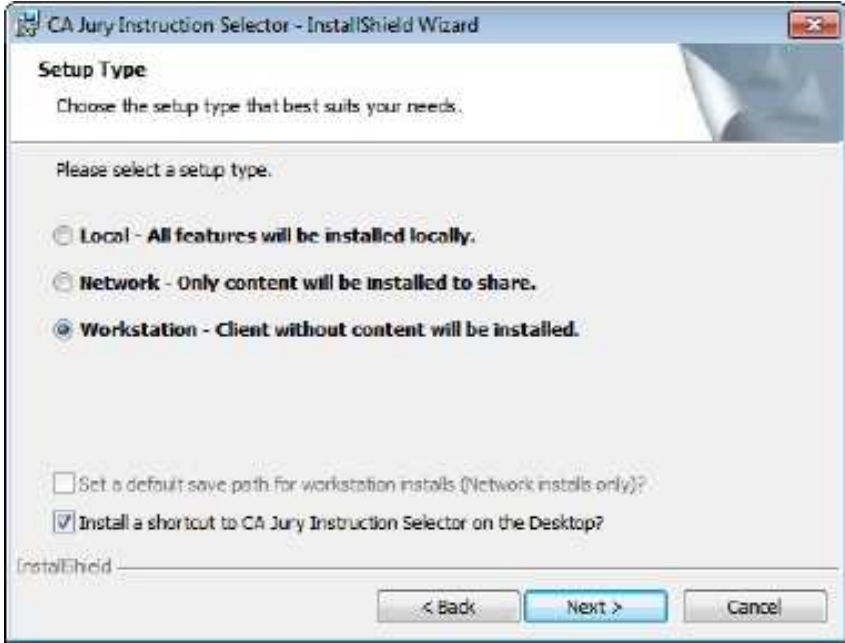 CA Jury Instruction Selector - InstallShield Wizard
Setup Type
Choose the setup type that best suits your needs.
Please select a setup type.
Local - All features will be installed locally.
Network - Only content will be installed to share.
Workstation - Client without content will be installed.
Set a default save path for workstation installs (Network installs only)?
Install a shortcut to CA Jury Instruction Selector on the Desktop?
InstallShield
< Back
Next >
Cancel